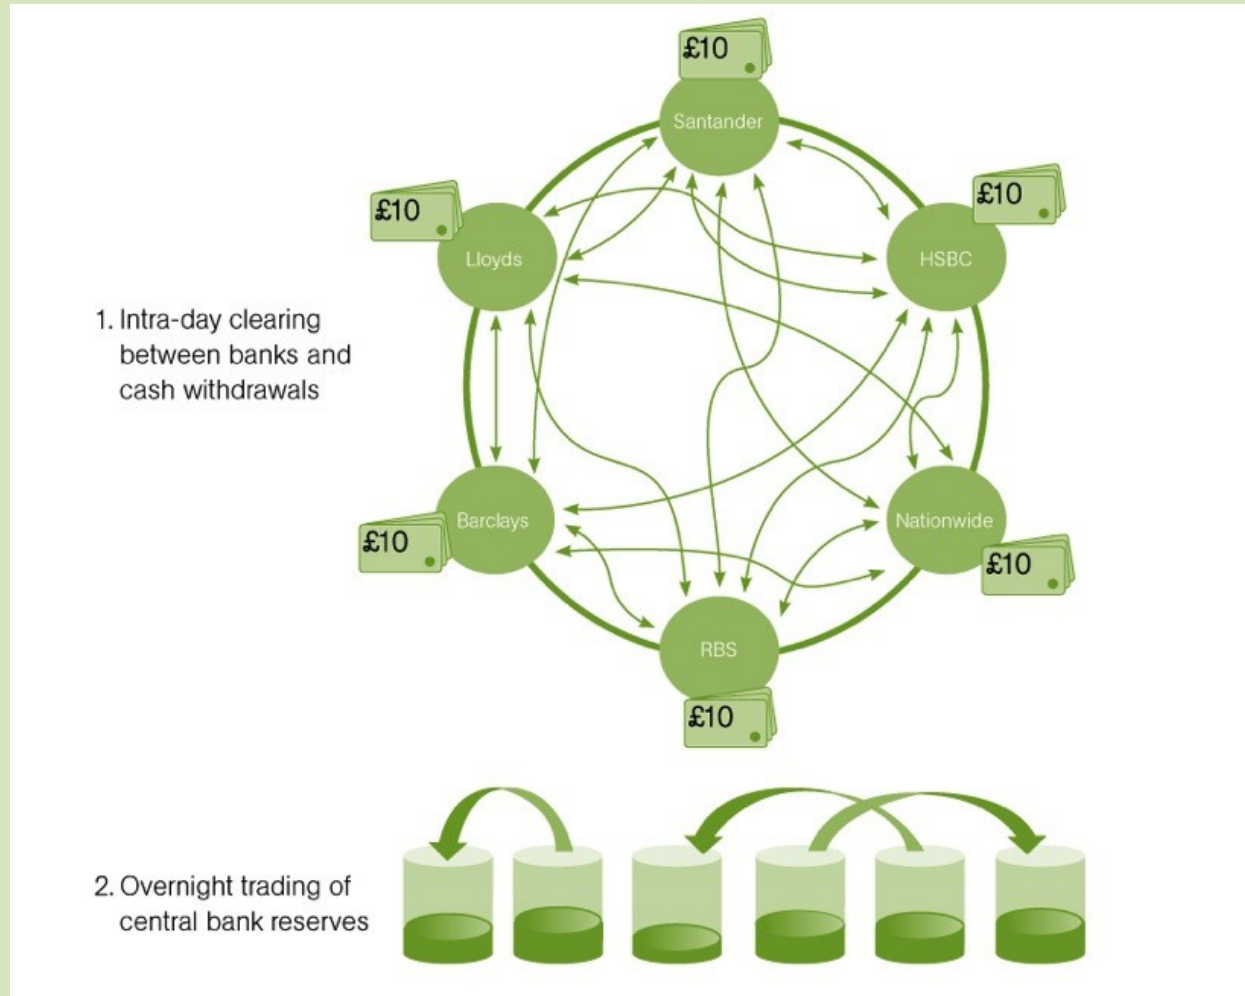 £10
Santander
£10
£10
Lloyds
HSBC
1. Intra-day clearing
between banks and
cash withdrawals
Barclays
£10
Nationwide
£10
RBS
£10
2. Overnight trading of
central bank reserves